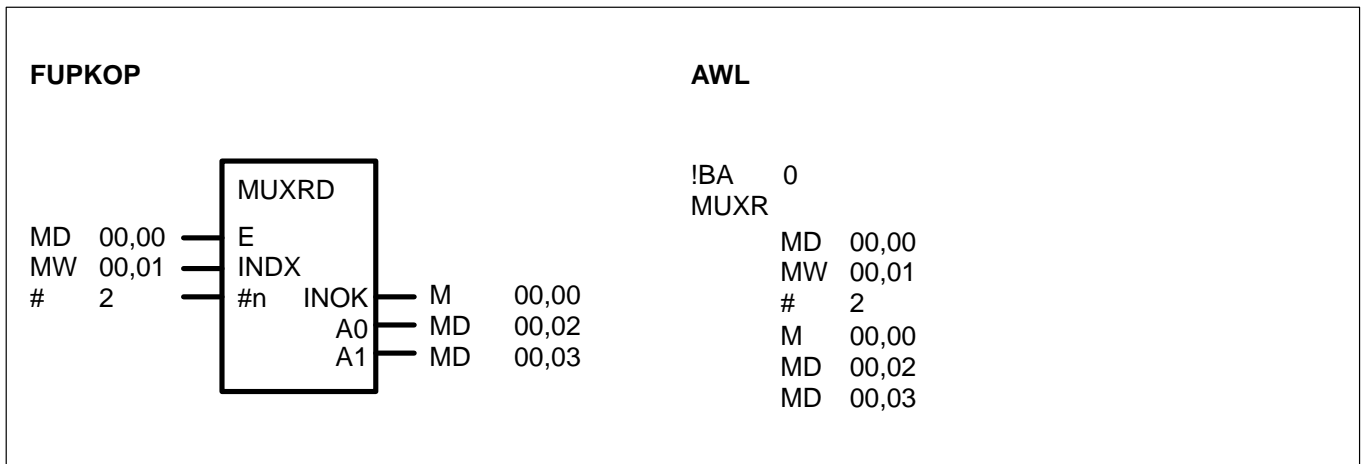 FUPKOP
MUXRD
MD 00,00 E
MW 00,01 INDX
# 2 #n INOK M 00,00
A0 MD 00,02
A1 MD 00,03
AWL
!BA 0
MUXR
MD 00,00
MW 00,01
# 2
M 00,00
MD 00,02
MD 00,03